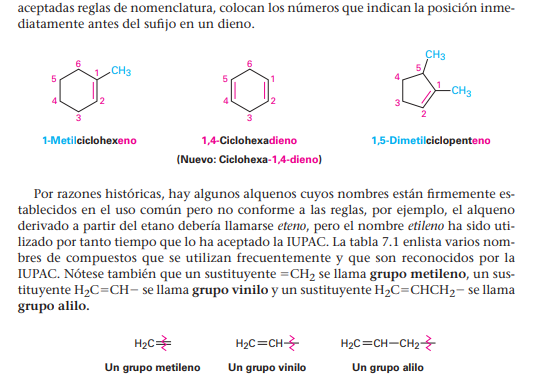 aceptadas reglas de nomenclatura, colocan los números que indican la posición inme-
diatamente antes del sufijo en un dieno.
6
5
1
CH3
4
2
3
6
5
1
4
2
3
CH3
5
4
1
CH3
3
2
1-Metilciclohexeno
1,4-Ciclohexadieno
1,5-Dimetilciclopenteno
(Nuevo: Ciclohexa-1,4-dieno)
Por razones históricas, hay algunos alquenos cuyos nombres están firmemente es-
tablecidos en el uso común pero no conforme a las reglas, por ejemplo, el alqueno
derivado a partir del etano debería llamarse eteno, pero el nombre etileno ha sido uti-
lizado por tanto tiempo que lo ha aceptado la IUPAC. La tabla 7.1 enlista varios nom-
bres de compuestos que se utilizan frecuentemente y que son reconocidos por la
IUPAC. Nótese también que un sustituyente =CH₂ se llama grupo metileno, un sus-
tituyente H₂C=CH− se llama grupo vinilo y un sustituyente H₂C=CHCH₂− se llama
grupo alilo.
H₂C=
H₂C=CH−
H₂C=CH−CH₂−
Un grupo metileno
Un grupo vinilo
Un grupo alilo